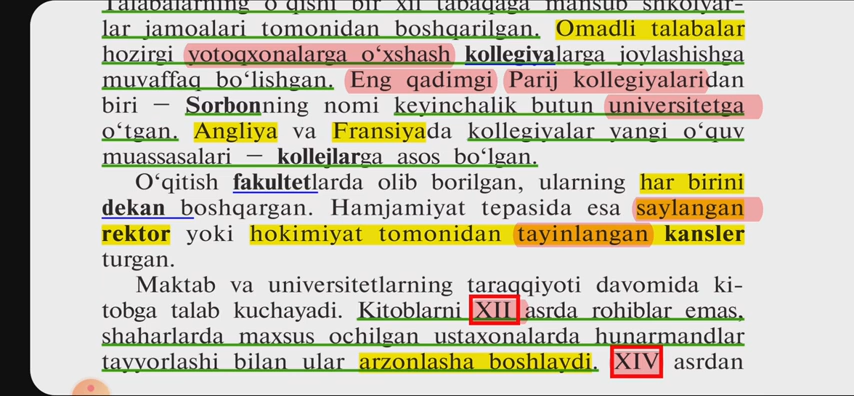 Talabalarning o‘qishi bir xil tabaqaga mansub shkolyar-
lar jamoalari tomonidan boshqarilgan. Omadli talabalar
hozirgi yotoqxonalarga o‘xshash kollegiyalarga joylashishga
muvaffaq bo‘lishgan. Eng qadimgi Parij kollegiyalaridan
biri — Sorbonning nomi keyinchalik butun universitetga
o‘tgan. Angliya va Fransiyada kollegiyalar yangi o‘quv
muassasalari — kollejlarga asos bo‘lgan.
O‘qitish fakultetlarda olib borilgan, ularning har birini
dekan boshqargan. Hamjamiyat tepasida esa saylangan
rektor yoki hokimiyat tomonidan tayinlangan kansler
turgan.
Maktab va universitetlarning taraqqiyoti davomida ki-
tobga talab kuchayadi. Kitoblarni XII asrda rohiblar emas,
shaharlarda maxsus ochilgan ustaxonalarda hunarmandlar
tayyorlashi bilan ular arzonlasha boshlaydi. XIV asrdan